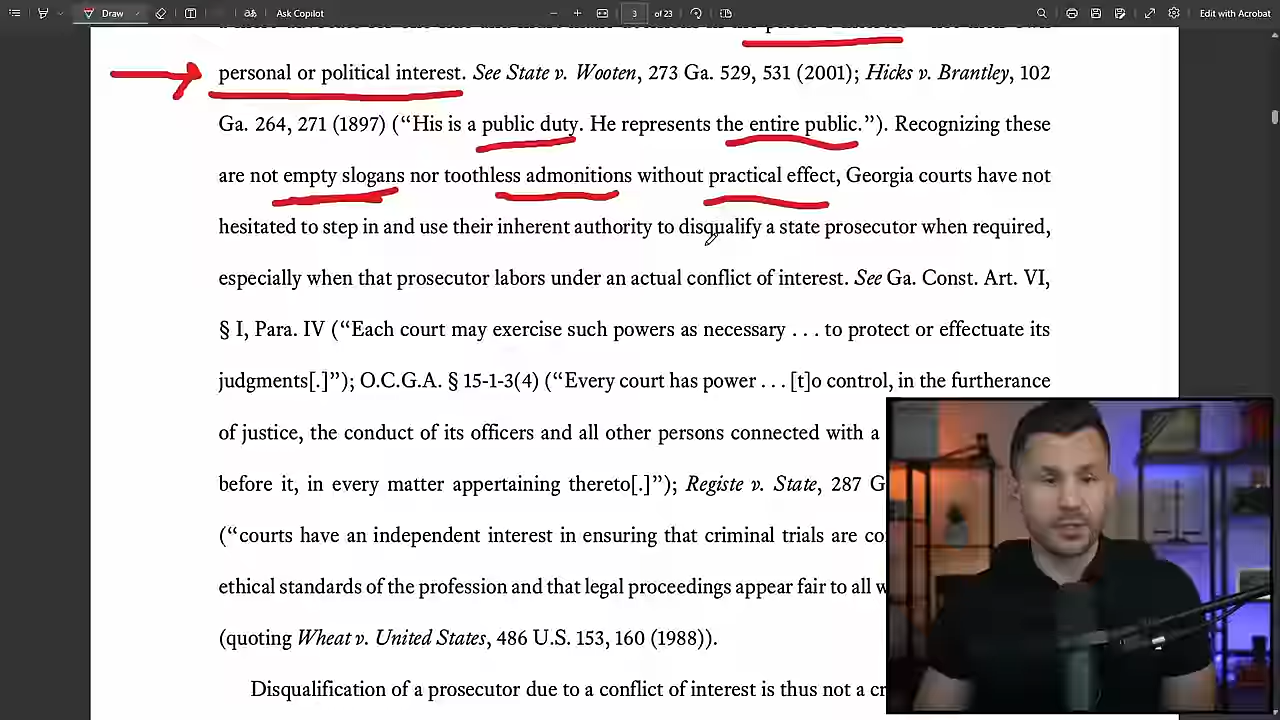 Draw
Ask Copilot
3 of 23
Edit with Acrobat
personal or political interest. See State v. Wooten, 273 Ga. 529, 531 (2001); Hicks v. Brantley, 102
Ga. 264, 271 (1897) (“His is a public duty. He represents the entire public.”). Recognizing these
are not empty slogans nor toothless admonitions without practical effect, Georgia courts have not
hesitated to step in and use their inherent authority to disqualify a state prosecutor when required,
especially when that prosecutor labors under an actual conflict of interest. See Ga. Const. Art. VI,
§ I, Para. IV (“Each court may exercise such powers as necessary . . . to protect or effectuate its
judgments[.]”); O.C.G.A. § 15-1-3(4) (“Every court has power . . . [t]o control, in the furtherance
of justice, the conduct of its officers and all other persons connected with a
before it, in every matter appertaining thereto[.]”); Registe v. State, 287 G
(“courts have an independent interest in ensuring that criminal trials are co
ethical standards of the profession and that legal proceedings appear fair to all w
(quoting Wheat v. United States, 486 U.S. 153, 160 (1988)).
Disqualification of a prosecutor due to a conflict of interest is thus not a cr